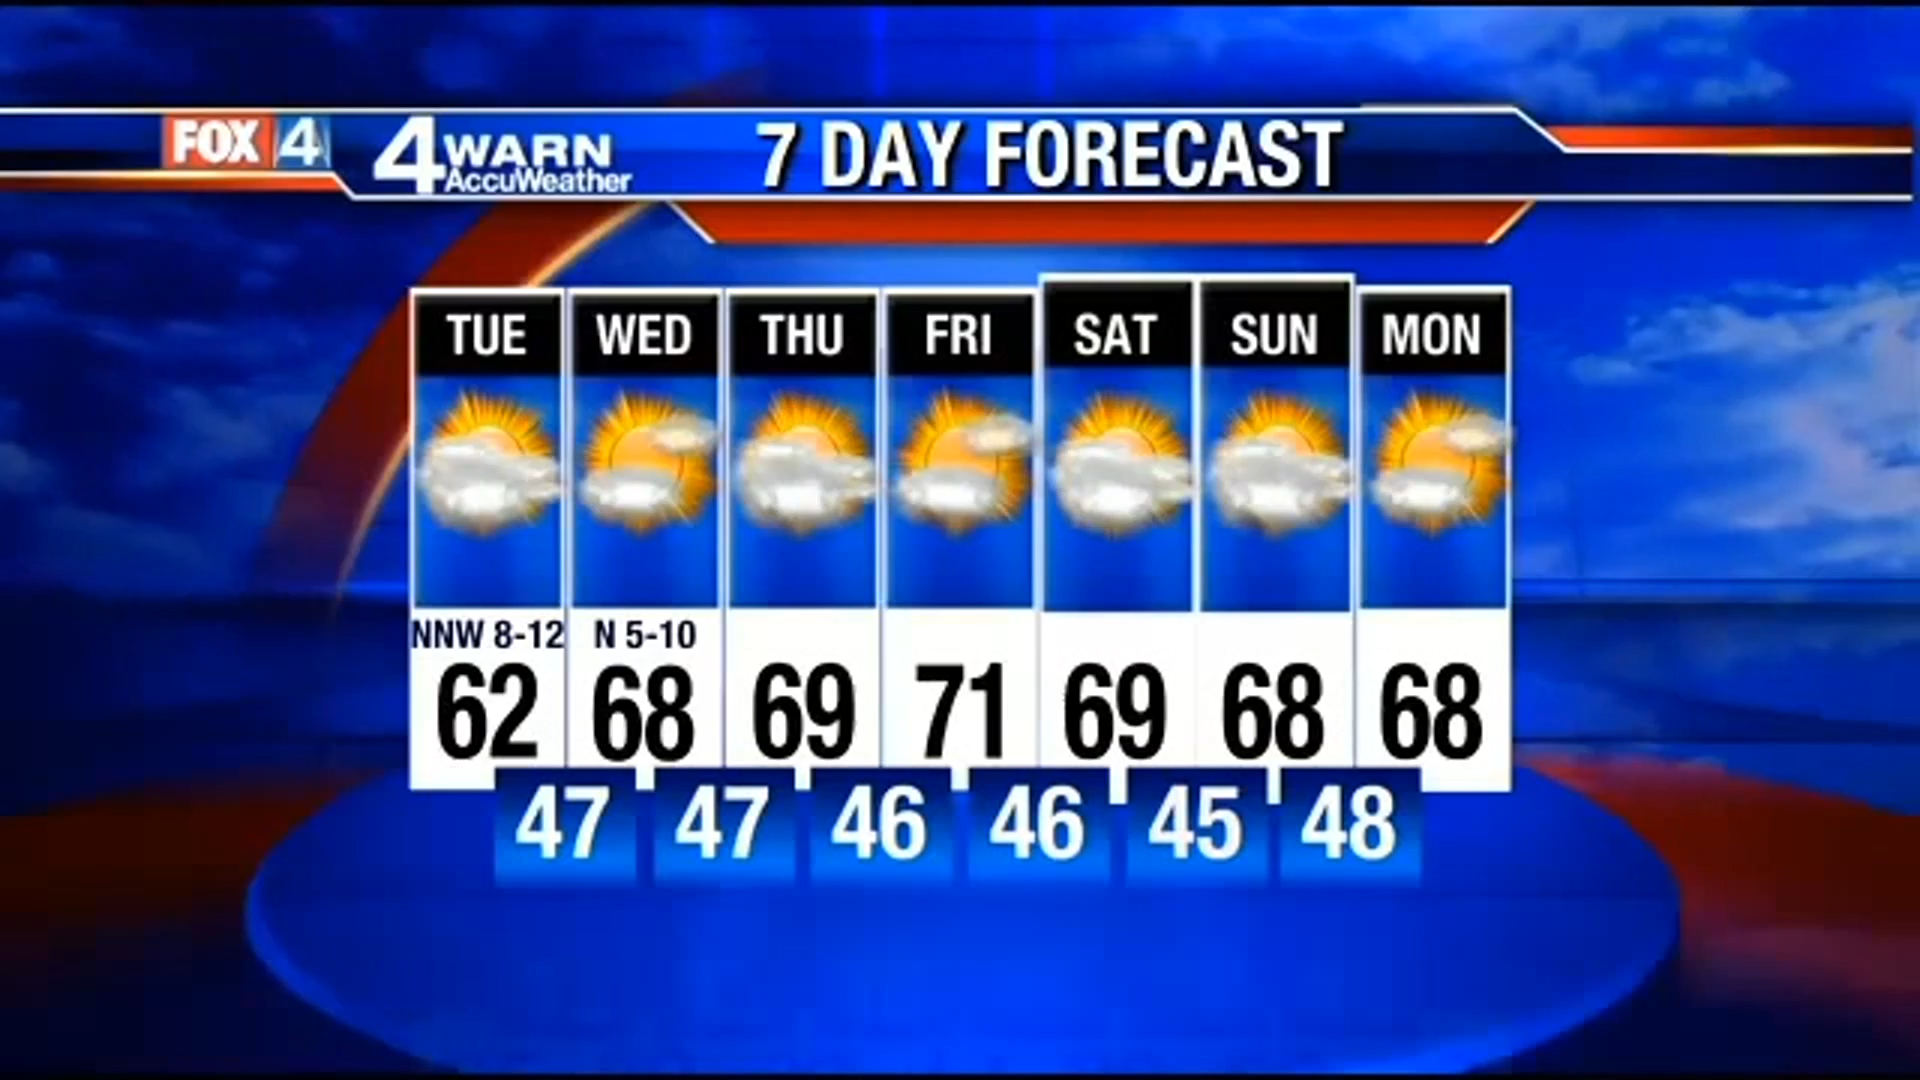 FOX 4
4WARN
AccuWeather
7 DAY FORECAST
TUE WED THU FRI SAT SUN MON
NNW 8-12 N 5-10
62 68 69 71 69 68 68
47 47 46 46 45 48